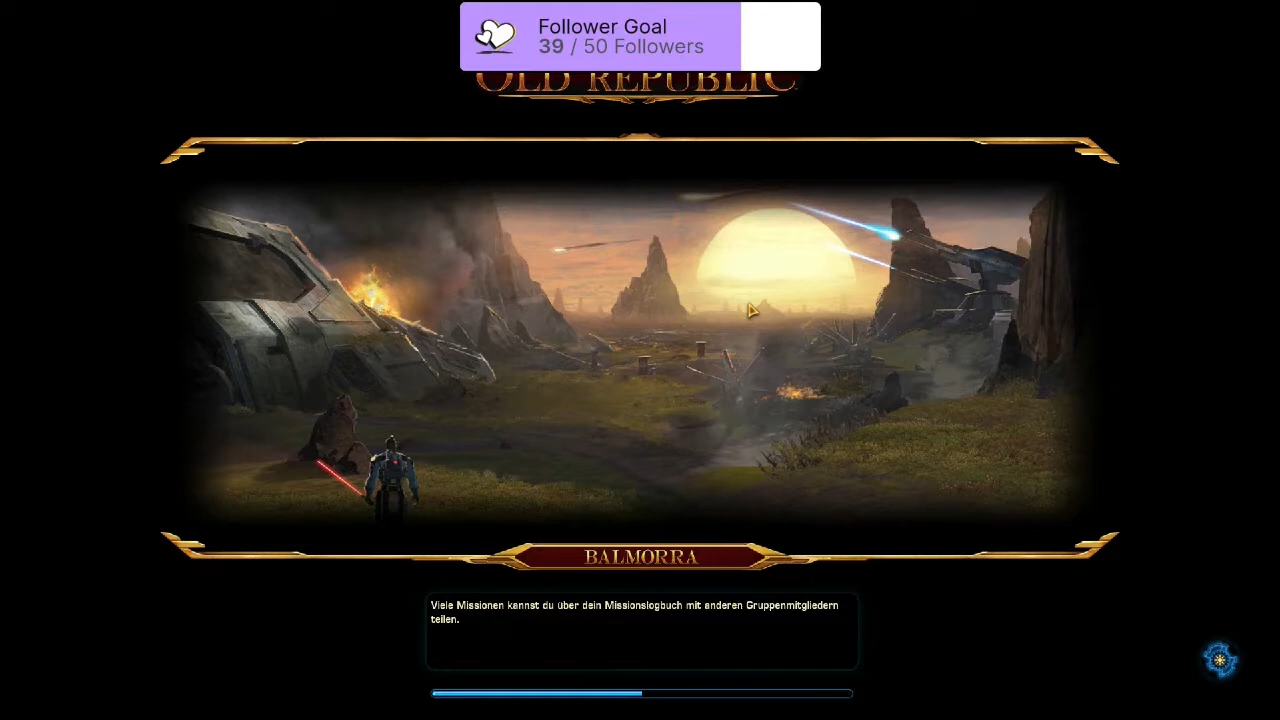 Follower Goal
39 / 50 Followers
OLD REPUBLIC
BALMORRA
Viele Missionen kannst du über dein Missionslogbuch mit anderen Gruppenmitgliedern
teilen.